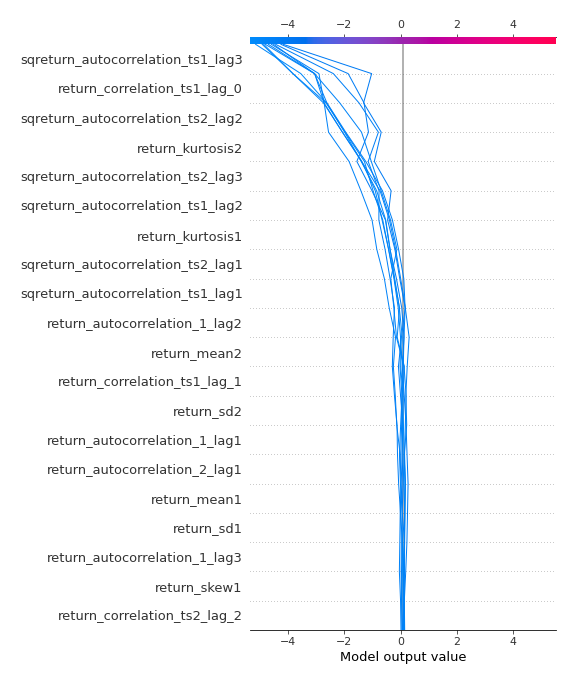 −4 −2 0 2 4
sqreturn_autocorrelation_ts1_lag3
return_correlation_ts1_lag_0
sqreturn_autocorrelation_ts2_lag2
return_kurtosis2
sqreturn_autocorrelation_ts2_lag3
sqreturn_autocorrelation_ts1_lag2
return_kurtosis1
sqreturn_autocorrelation_ts2_lag1
sqreturn_autocorrelation_ts1_lag1
return_autocorrelation_1_lag2
return_mean2
return_correlation_ts1_lag_1
return_sd2
return_autocorrelation_1_lag1
return_autocorrelation_2_lag1
return_mean1
return_sd1
return_autocorrelation_1_lag3
return_skew1
return_correlation_ts2_lag_2
−4 −2 0 2 4
Model output value